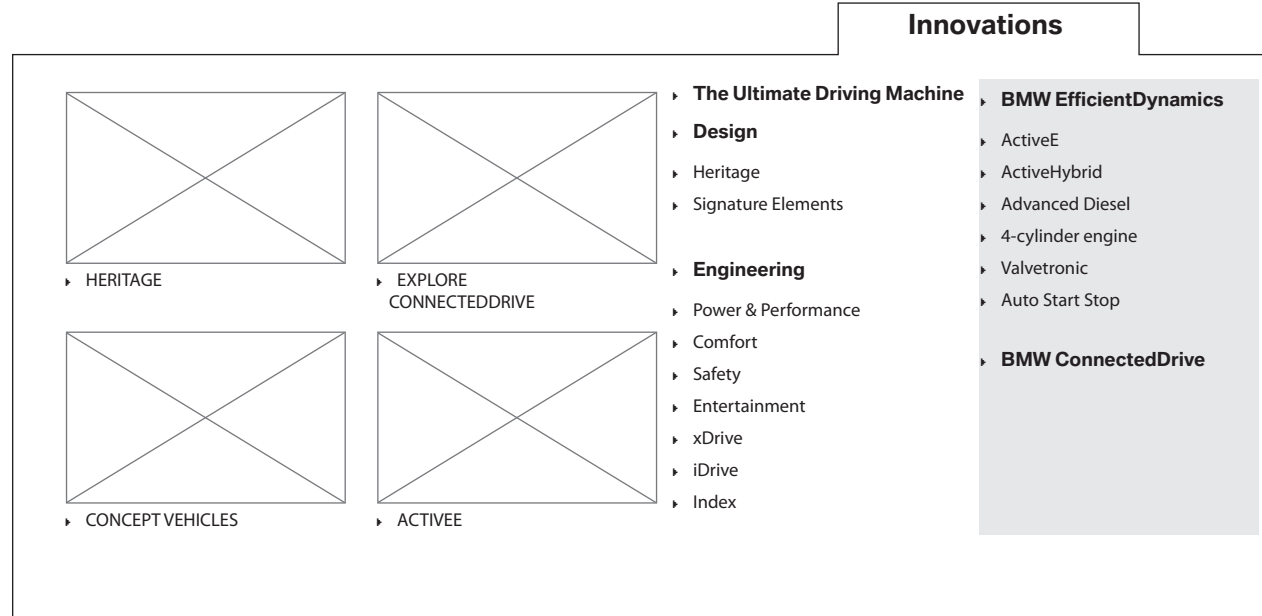 Innovations
HERITAGE
EXPLORE
CONNECTEDDRIVE
CONCEPT VEHICLES
ACTIVEE
The Ultimate Driving Machine
Design
Heritage
Signature Elements
Engineering
Power & Performance
Comfort
Safety
Entertainment
xDrive
iDrive
Index
BMW EfficientDynamics
ActiveE
ActiveHybrid
Advanced Diesel
4-cylinder engine
Valvetronic
Auto Start Stop
BMW ConnectedDrive